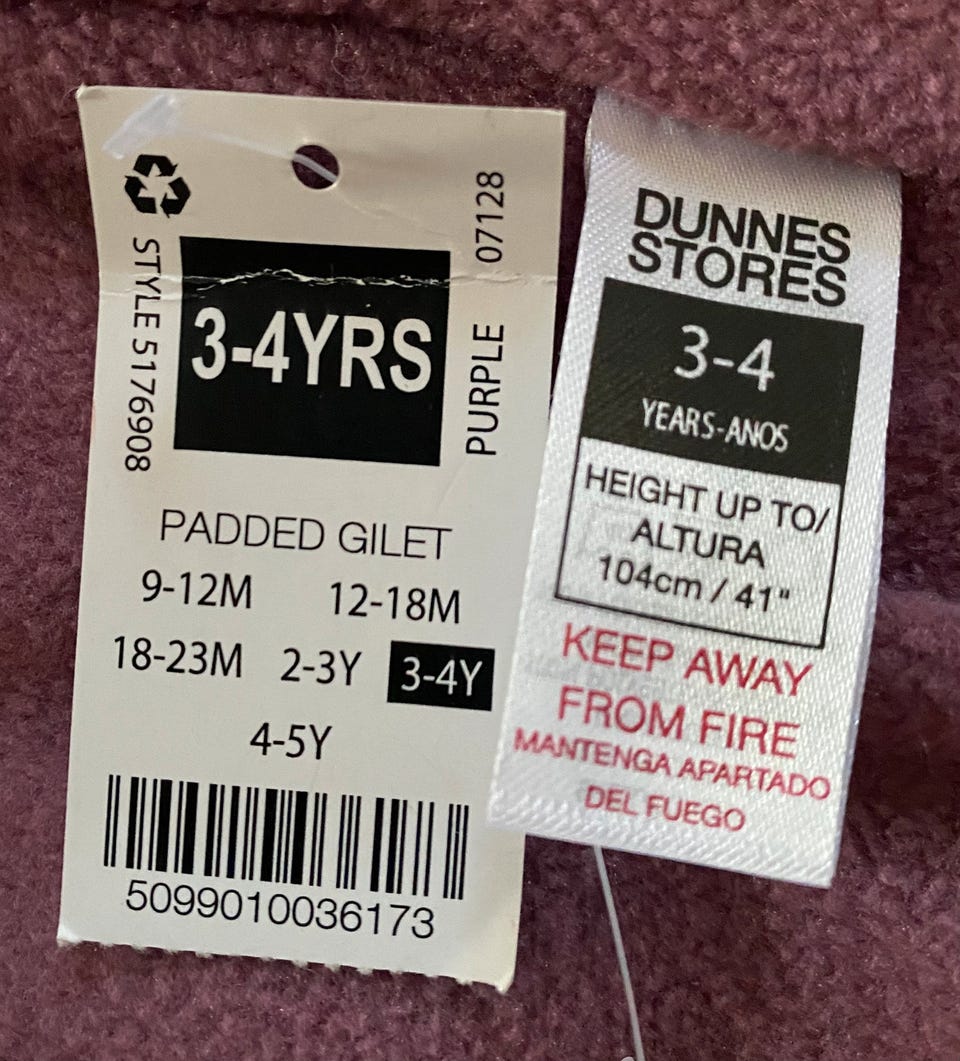 STYLE 5176908
3-4YRS
PURPLE 07128
PADDED GILET
9-12M 12-18M
18-23M 2-3Y 3-4Y
4-5Y
5099010036173
DUNNES
STORES
3-4
YEARS-ANOS
HEIGHT UP TO/
ALTURA
104cm / 41"
KEEP AWAY
FROM FIRE
MANTENGA APARTADO
DEL FUEGO